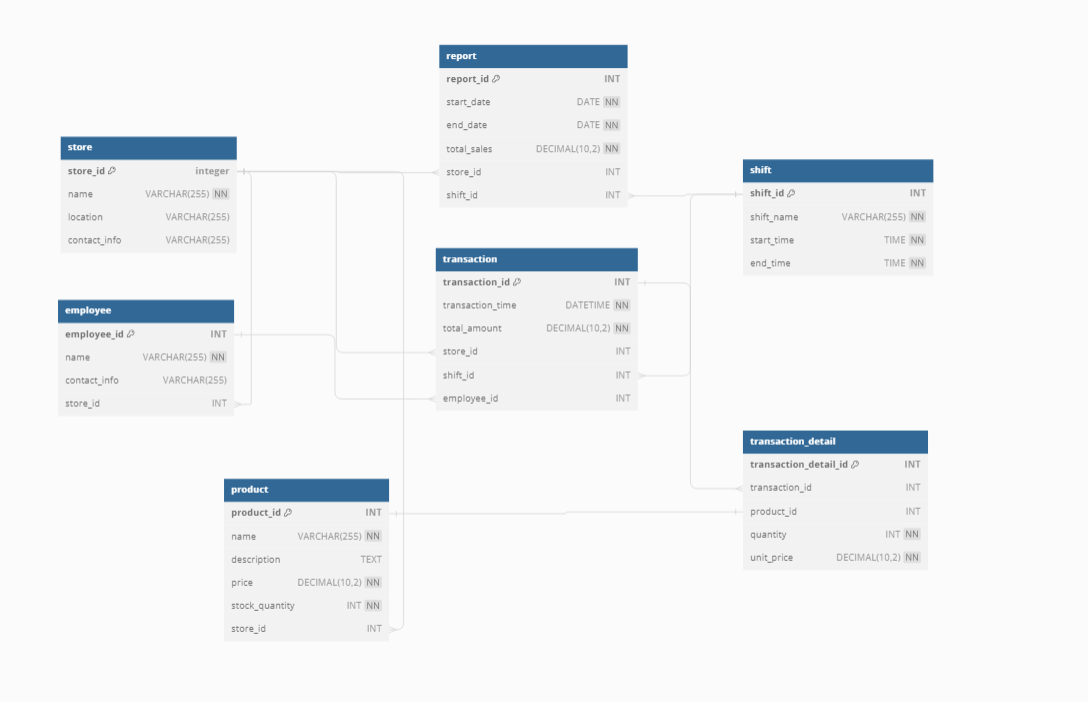 report
report_id INT
start_date DATE NN
end_date DATE NN
total_sales DECIMAL(10,2) NN
store_id INT
shift_id INT
store
store_id integer
name VARCHAR(255) NN
location VARCHAR(255)
contact_info VARCHAR(255)
shift
shift_id INT
shift_name VARCHAR(255) NN
start_time TIME NN
end_time TIME NN
transaction
transaction_id INT
transaction_time DATETIME NN
total_amount DECIMAL(10,2) NN
store_id INT
shift_id INT
employee_id INT
employee
employee_id INT
name VARCHAR(255) NN
contact_info VARCHAR(255)
store_id INT
transaction_detail
transaction_detail_id INT
transaction_id INT
product_id INT
quantity INT NN
unit_price DECIMAL(10,2) NN
product
product_id INT
name VARCHAR(255) NN
description TEXT
price DECIMAL(10,2) NN
stock_quantity INT NN
store_id INT